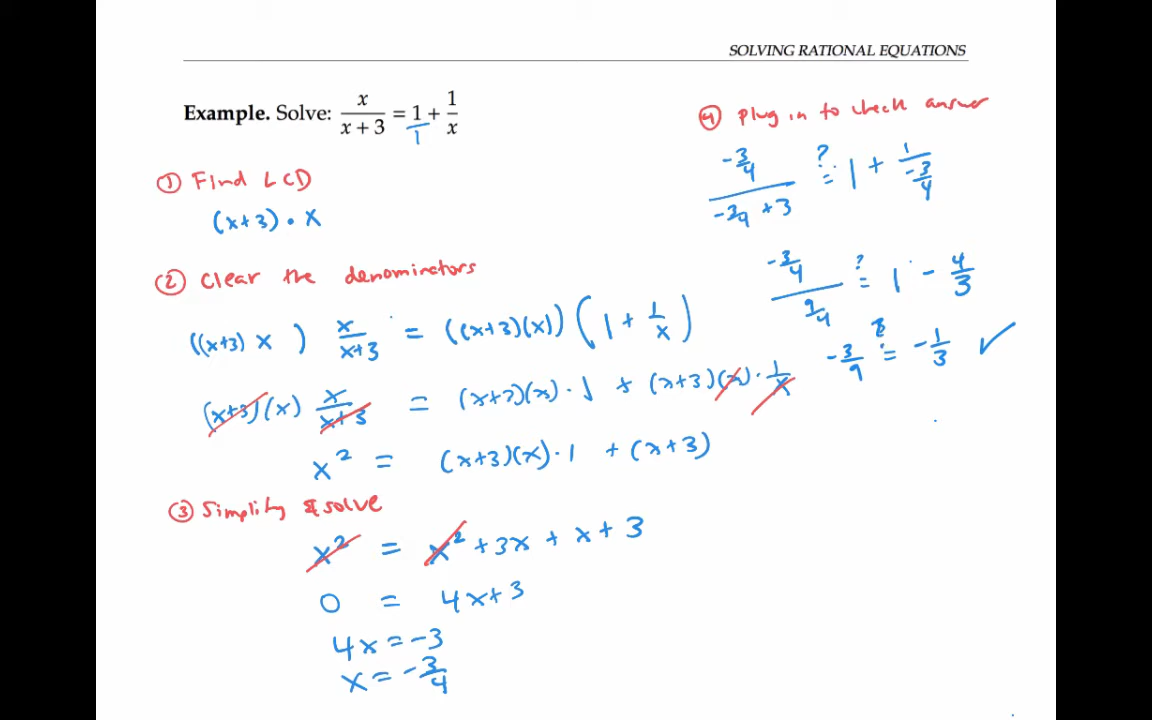 SOLVING RATIONAL EQUATIONS
Example. Solve: x/(x + 3) = 1/1 + 1/x
① Find LCD
(x+3) • x
② Clear the denominators
((x+3) x ) x/(x+3) = ((x+3)(x)) (1 + 1/x)
(x+3)(x) x/(x+3) = (x+3)(x) · 1 + (x+3)(x) · 1/x
x² = (x+3)(x) · 1 + (x+3)
③ Simplify & solve
x² = x² + 3x + x + 3
0 = 4x + 3
4x = -3
x = -3/4
④ Plug in to check answer
(-3/4)/(-3/4 + 3) ?= 1 + 1/(-3/4)
(-3/4)/(9/4) ?= 1 - 4/3
-3/9 ?= -1/3 ✓